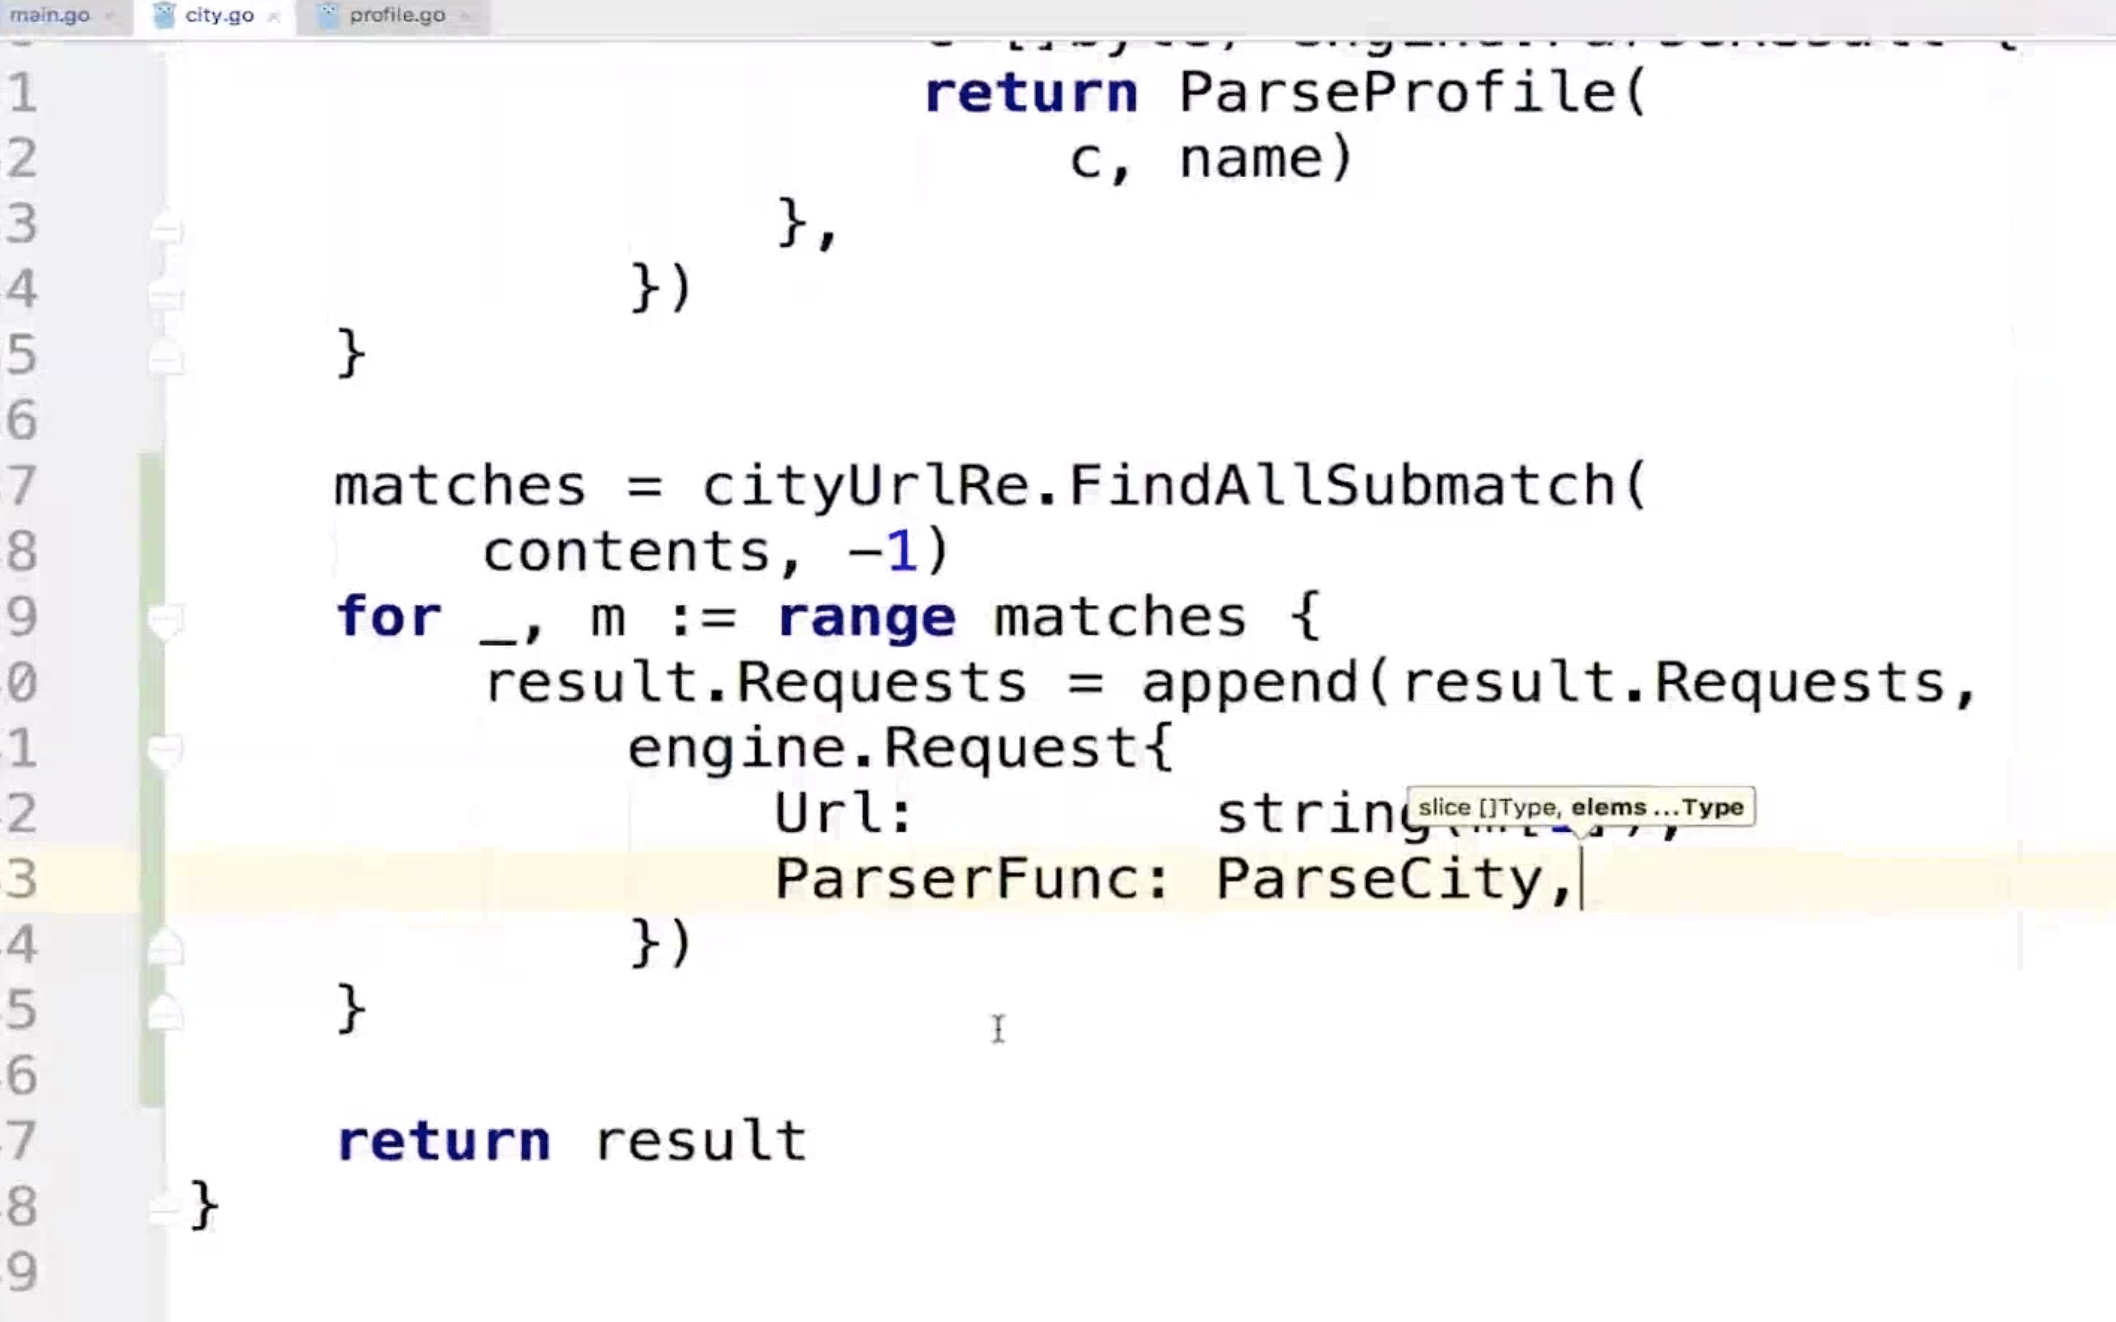 main.go city.go profile.go
1 return ParseProfile(
2 c, name)
3 },
4 })
5 }
6
7 matches = cityUrlRe.FindAllSubmatch(
8 contents, -1)
9 for _, m := range matches {
0 result.Requests = append(result.Requests,
1 engine.Request{
2 Url: string
slice []Type, elems ...Type
3 ParserFunc: ParseCity,
4 })
5 }
6
7 return result
8 }
9